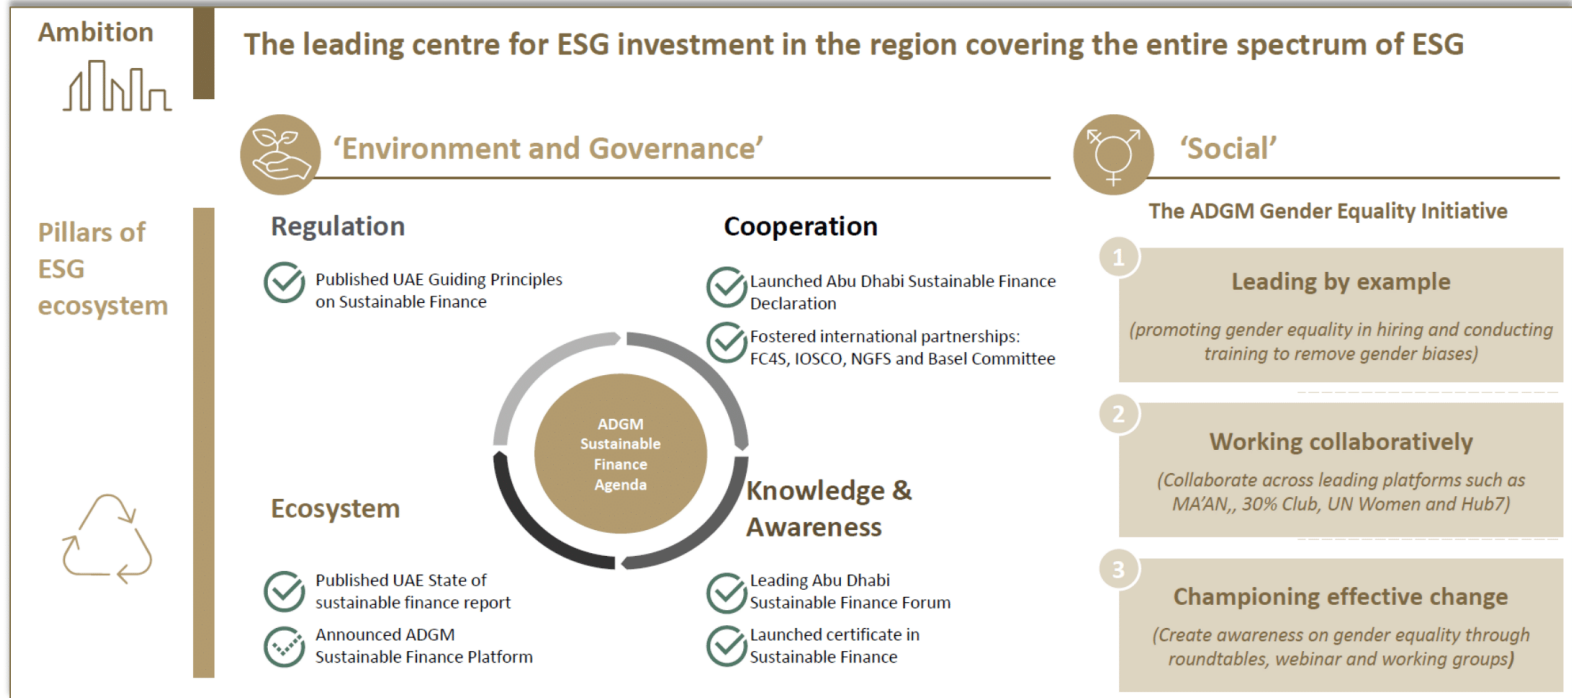 Ambition
The leading centre for ESG investment in the region covering the entire spectrum of ESG
Pillars of
ESG
ecosystem
‘Environment and Governance’
Regulation
Published UAE Guiding Principles
on Sustainable Finance
Cooperation
Launched Abu Dhabi Sustainable Finance
Declaration
Fostered international partnerships:
FC4S, IOSCO, NGFS and Basel Committee
ADGM
Sustainable
Finance
Agenda
Ecosystem
Published UAE State of
sustainable finance report
Announced ADGM
Sustainable Finance Platform
Knowledge &
Awareness
Leading Abu Dhabi
Sustainable Finance Forum
Launched certificate in
Sustainable Finance
‘Social’
The ADGM Gender Equality Initiative
1
Leading by example
(promoting gender equality in hiring and conducting
training to remove gender biases)
2
Working collaboratively
(Collaborate across leading platforms such as
MA’AN,, 30% Club, UN Women and Hub7)
3
Championing effective change
(Create awareness on gender equality through
roundtables, webinar and working groups)